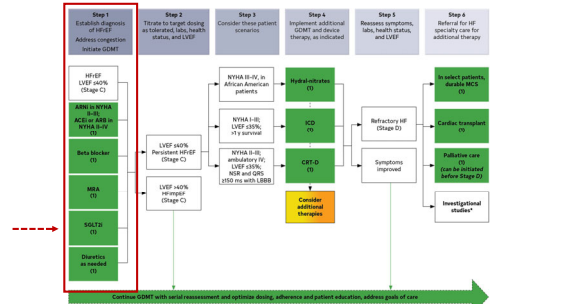 Step 1
Establish diagnosis
of HFrEF
Address congestion
Initiate GDMT
Step 2
Titrate to target dosing
as tolerated, labs, health
status, and LVEF
Step 3
Consider these patient
scenarios
Step 4
Implement additional
GDMT and device
therapy, as indicated
Step 5
Reassess symptoms,
labs, health status,
and LVEF
Step 6
Referral for HF
specialty care for
additional therapy
HFrEF
LVEF ≤40%
(Stage C)
ARNI in NYHA
II–III;
ACEi or ARB in
NYHA II–IV
(1)
Beta blocker
(1)
MRA
(1)
SGLT2i
(1)
Diuretics
as needed
(1)
LVEF ≤40%
Persistent HFrEF
(Stage C)
LVEF >40%
HFimpEF
(Stage C)
NYHA III–IV, in
African American
patients
NYHA I–III;
LVEF ≤35%;
>1 y survival
NYHA II–III;
ambulatory IV;
LVEF ≤35%;
NSR and QRS
≥150 ms with LBBB
Hydral-nitrates
(1)
ICD
(1)
CRT-D
(1)
Consider
additional
therapies
Refractory HF
(Stage D)
Symptoms
improved
In select patients,
durable MCS
(1)
Cardiac transplant
(1)
Palliative care
(1)
(can be initiated
before Stage D)
Investigational
studies*
Continue GDMT with serial reassessment and optimize dosing, adherence and patient education, address goals of care